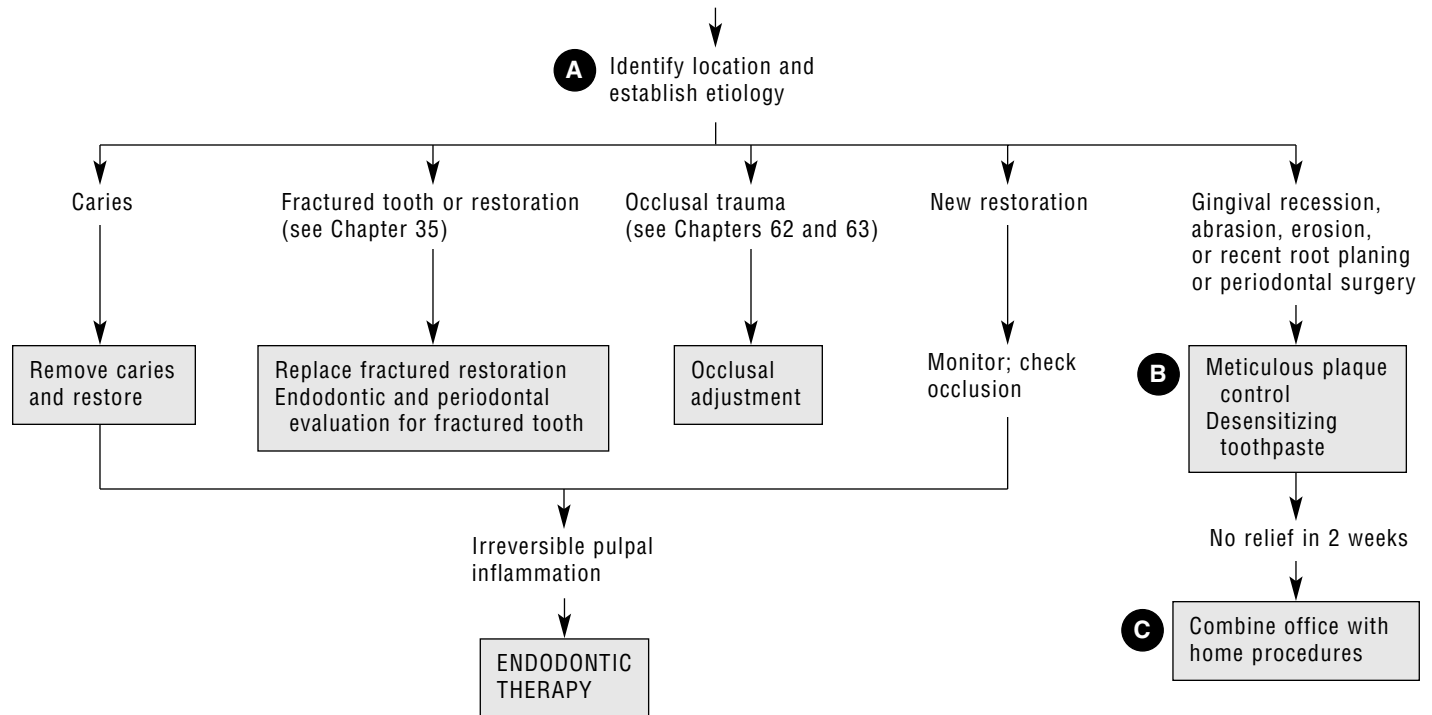 A
Identify location and
establish etiology
Caries
Fractured tooth or restoration
(see Chapter 35)
Occlusal trauma
(see Chapters 62 and 63)
New restoration
Gingival recession,
abrasion, erosion,
or recent root planing
or periodontal surgery
Remove caries
and restore
Replace fractured restoration
Endodontic and periodontal
evaluation for fractured tooth
Occlusal
adjustment
Monitor; check
occlusion
B
Meticulous plaque
control
Desensitizing
toothpaste
Irreversible pulpal
inflammation
No relief in 2 weeks
ENDODONTIC
THERAPY
C
Combine office with
home procedures